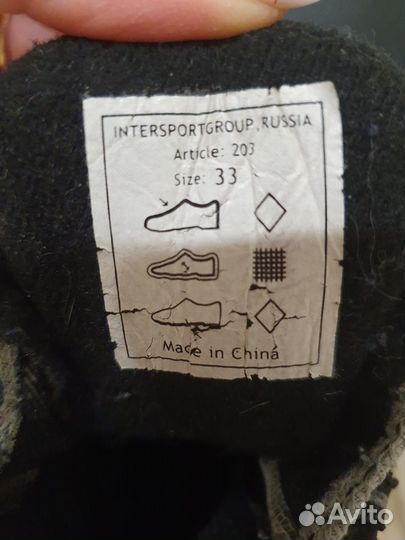 INTERSPORTGROUP.RUSSIA
Article: 203
Size: 33
Made in China
Avito